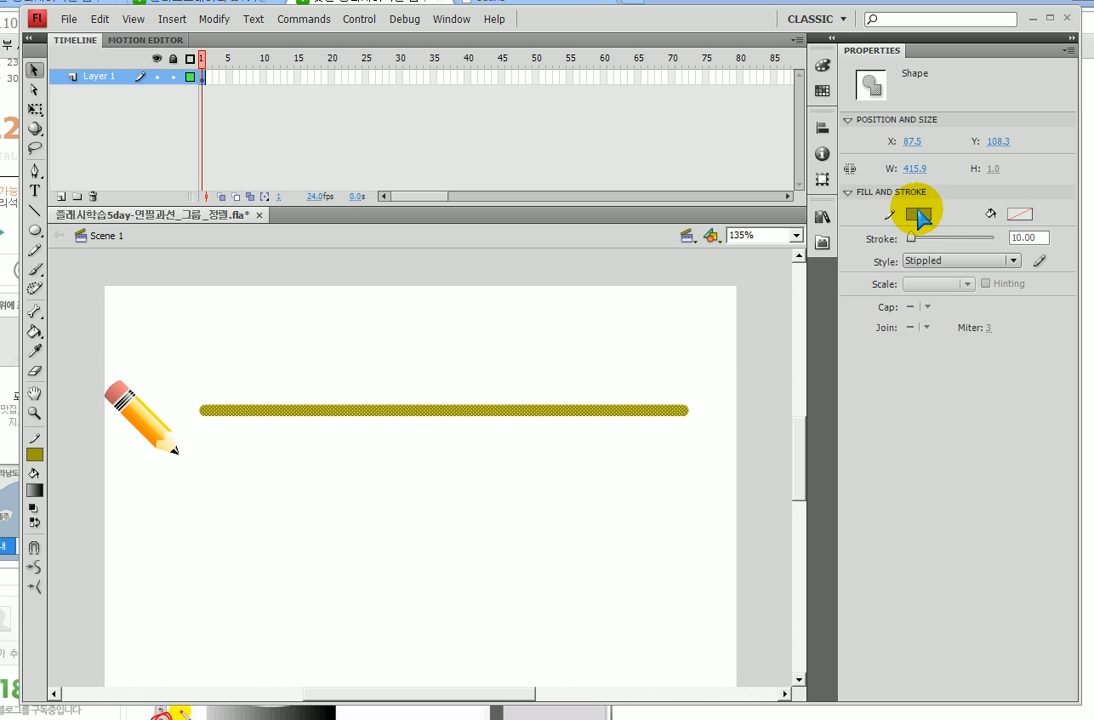 File Edit View Insert Modify Text Commands Control Debug Window Help
CLASSIC
TIMELINE MOTION EDITOR
1 5 10 15 20 25 30 35 40 45 50 55 60 65 70 75 80 85
Layer 1
1 24.0fps 0.0s
플래시학습5day-연필과선_그룹_정렬.fla*
Scene 1
135%
PROPERTIES
Shape
POSITION AND SIZE
X: 87.5 Y: 108.3
W: 415.9 H: 1.0
FILL AND STROKE
Stroke: 10.00
Style: Stippled
Scale: Hinting
Cap:
Join: Miter: 3